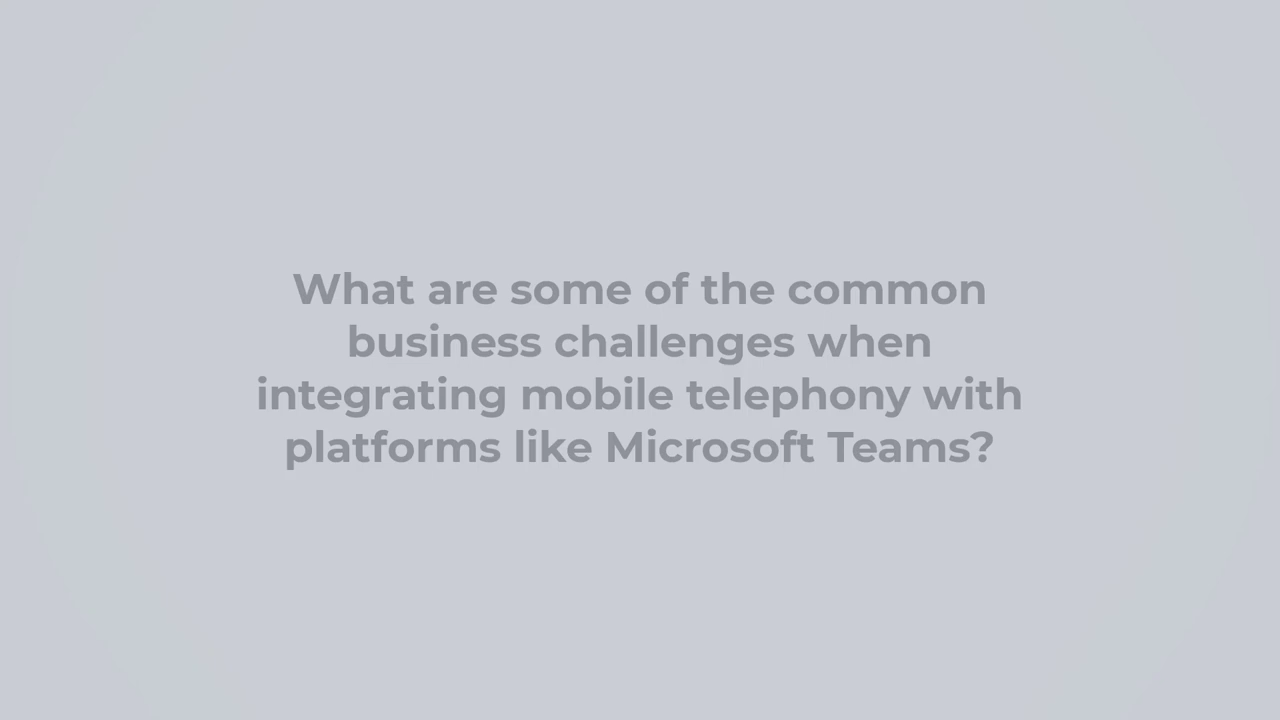 What are some of the common
business challenges when
integrating mobile telephony with
platforms like Microsoft Teams?